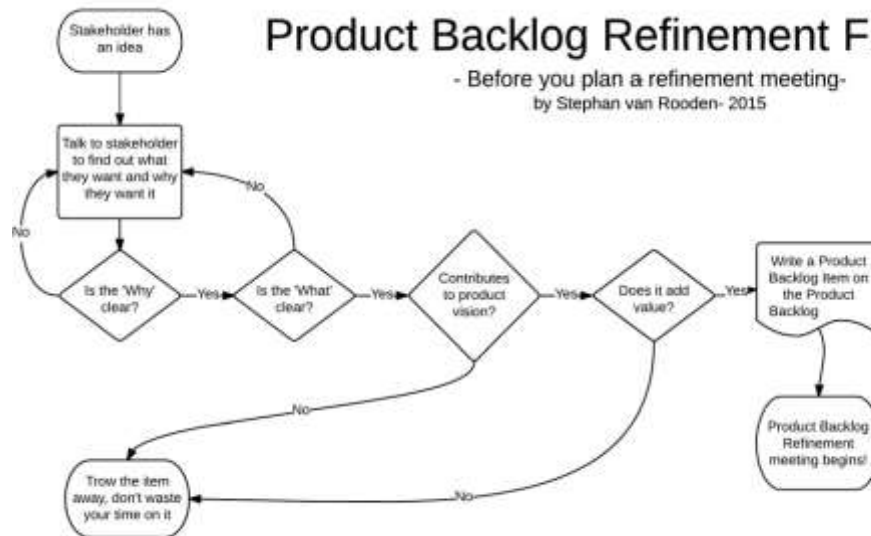 Stakeholder has
an idea
Product Backlog Refinement F
- Before you plan a refinement meeting-
by Stephan van Rooden- 2015
Talk to stakeholder
to find out what
they want and why
they want it
No
No
Is the 'Why'
clear?
Yes
Is the 'What'
clear?
Yes
Contributes
to product
vision?
Yes
Does it add
value?
Yes
Write a Product
Backlog Item on
the Product
Backlog
No
Product Backlog
Refinement
meeting begins!
Trow the item
away, don't waste
your time on it
No